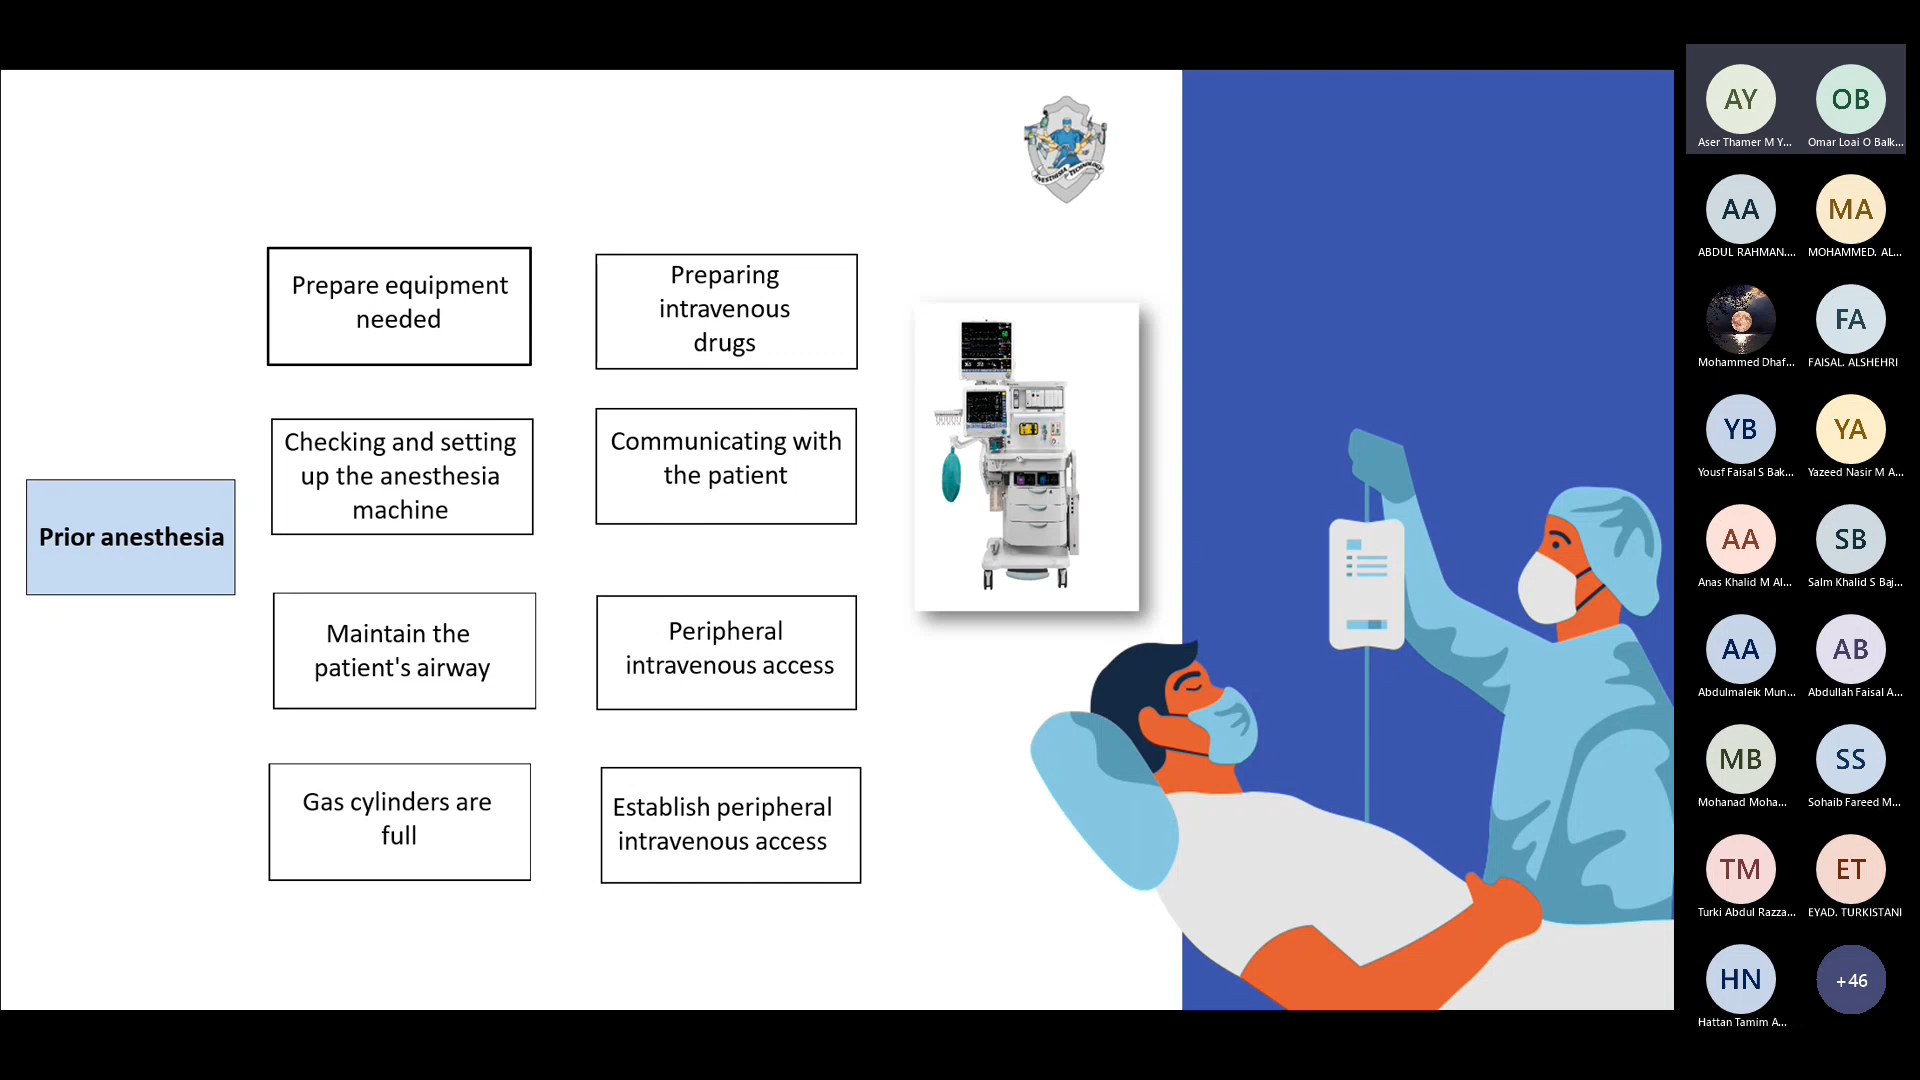 Prior anesthesia
Prepare equipment
needed
Preparing
intravenous
drugs
Checking and setting
up the anesthesia
machine
Communicating with
the patient
Maintain the
patient's airway
Peripheral
intravenous access
Gas cylinders are
full
Establish peripheral
intravenous access
ANESTHESIA TECHNOLOGY
AY
Aser Thamer M Y...
OB
Omar Loai O Balk...
AA
ABDUL RAHMAN....
MA
MOHAMMED. AL...
Mohammed Dhaf...
FA
FAISAL. ALSHEHRI
YB
Yousf Faisal S Bak...
YA
Yazeed Nasir M A...
AA
Anas Khalid M Al...
SB
Salm Khalid S Baj...
AA
Abdulmaleik Mun...
AB
Abdullah Faisal A...
MB
Mohanad Moha...
SS
Sohaib Fareed M...
TM
Turki Abdul Razza...
ET
EYAD. TURKISTANI
HN
Hattan Tamim A...
+46